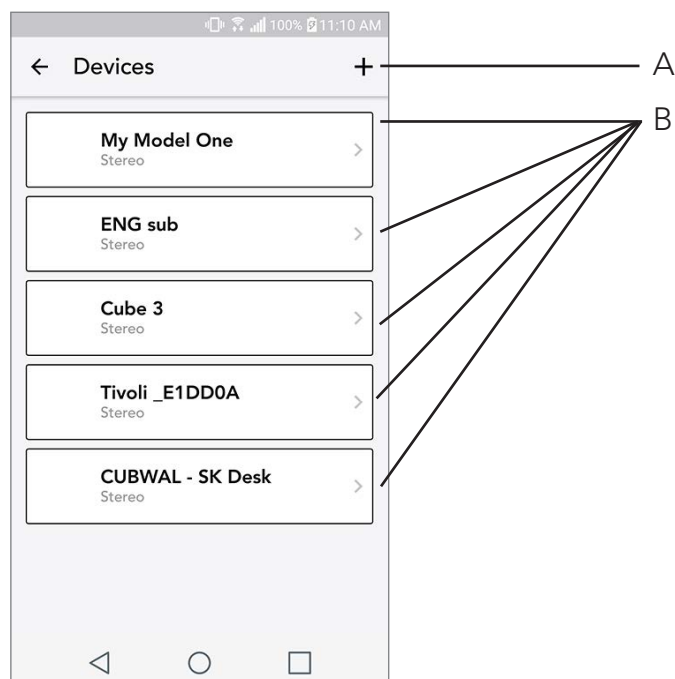 100% 11:10 AM
Devices
A
B
My Model One
Stereo
ENG sub
Stereo
Cube 3
Stereo
Tivoli _E1DD0A
Stereo
CUBWAL - SK Desk
Stereo